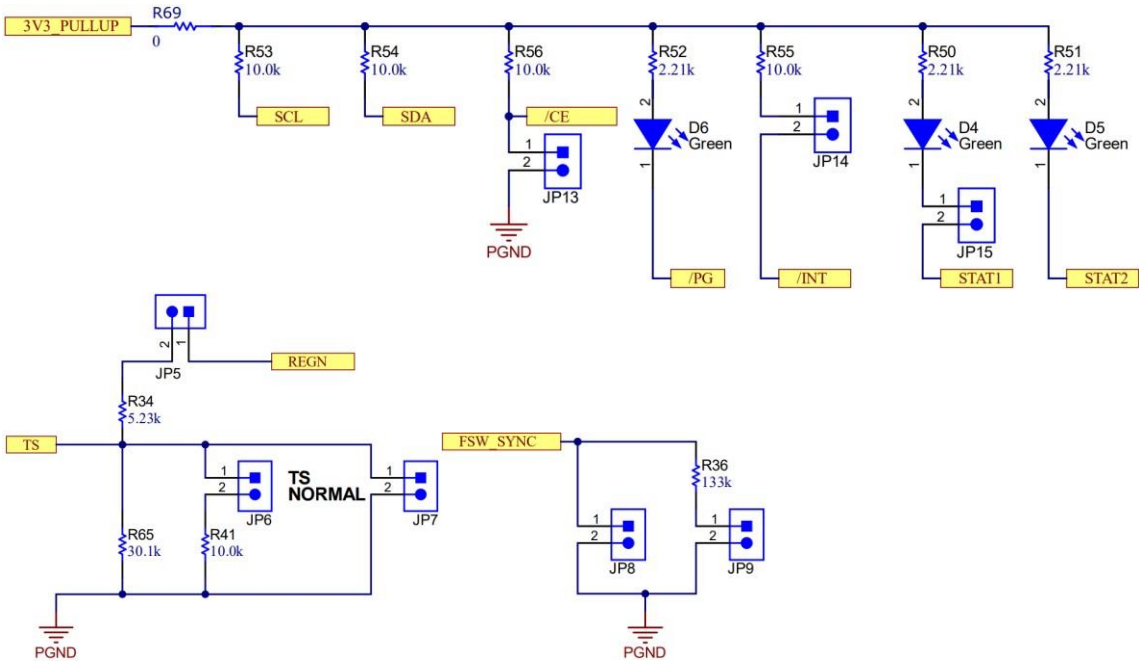 3V3_PULLUP
R69
0
R53
10.0k
SCL
R54
10.0k
SDA
R56
10.0k
/CE
1
2
JP13
PGND
R52
2.21k
2
D6
Green
1
/PG
R55
10.0k
1
2
JP14
/INT
R50
2.21k
2
D4
Green
1
1
2
JP15
STAT1
R51
2.21k
2
D5
Green
1
STAT2
2
1
JP5
REGN
R34
5.23k
TS
1
2
JP6
TS
NORMAL
1
2
JP7
R65
30.1k
R41
10.0k
PGND
FSW_SYNC
R36
133k
1
2
JP8
1
2
JP9
PGND